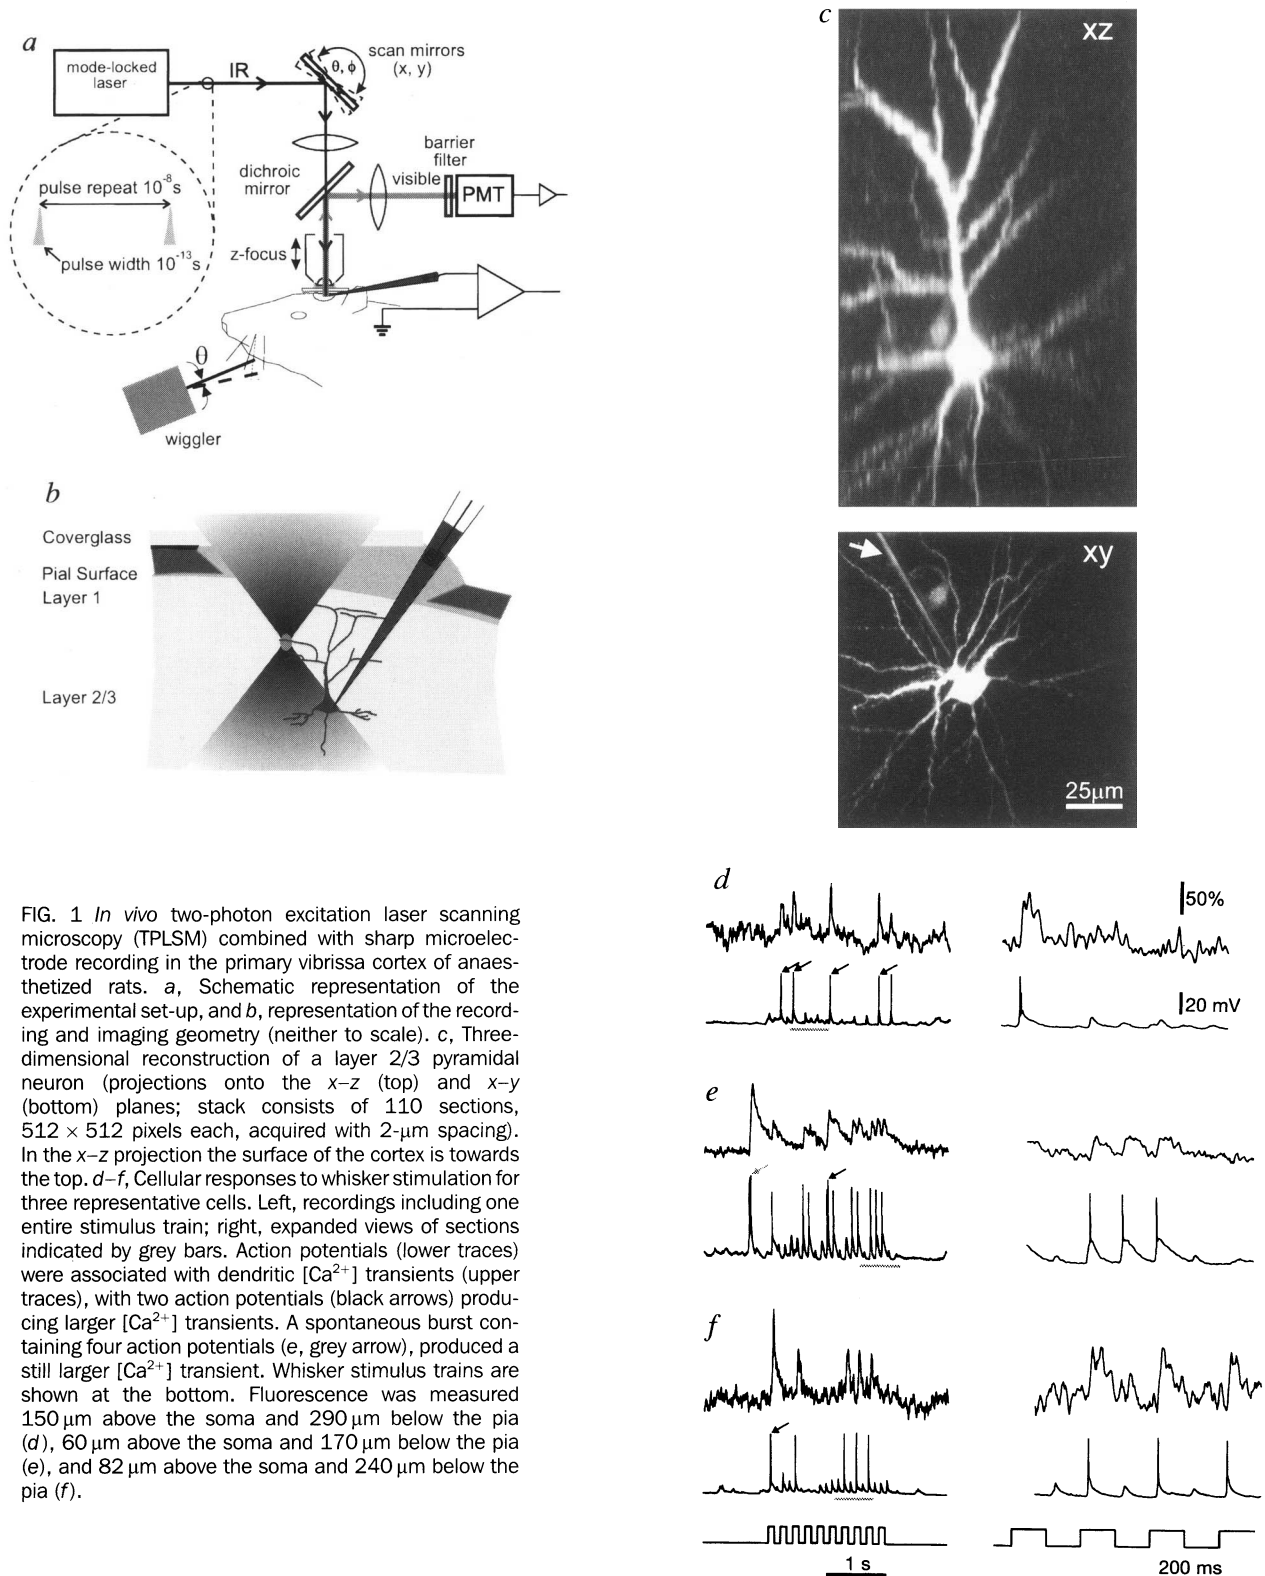 a
mode-locked
laser
IR
θ, ϕ
scan mirrors
(x, y)
pulse repeat 10⁻⁸s
pulse width 10⁻¹³s
dichroic
mirror
visible
barrier
filter
PMT
z-focus
θ
wiggler
b
Coverglass
Pial Surface
Layer 1
Layer 2/3
c
xz
xy
25μm
FIG. 1 In vivo two-photon excitation laser scanning
microscopy (TPLSM) combined with sharp microelec-
trode recording in the primary vibrissa cortex of anaes-
thetized rats. a, Schematic representation of the
experimental set-up, and b, representation of the record-
ing and imaging geometry (neither to scale). c, Three-
dimensional reconstruction of a layer 2/3 pyramidal
neuron (projections onto the x–z (top) and x–y
(bottom) planes; stack consists of 110 sections,
512 × 512 pixels each, acquired with 2-μm spacing).
In the x–z projection the surface of the cortex is towards
the top. d–f, Cellular responses to whisker stimulation for
three representative cells. Left, recordings including one
entire stimulus train; right, expanded views of sections
indicated by grey bars. Action potentials (lower traces)
were associated with dendritic [Ca²⁺] transients (upper
traces), with two action potentials (black arrows) produ-
cing larger [Ca²⁺] transients. A spontaneous burst con-
taining four action potentials (e, grey arrow), produced a
still larger [Ca²⁺] transient. Whisker stimulus trains are
shown at the bottom. Fluorescence was measured
150 μm above the soma and 290 μm below the pia
(d), 60 μm above the soma and 170 μm below the pia
(e), and 82 μm above the soma and 240 μm below the
pia (f).
d
50%
20 mV
e
f
1 s
200 ms